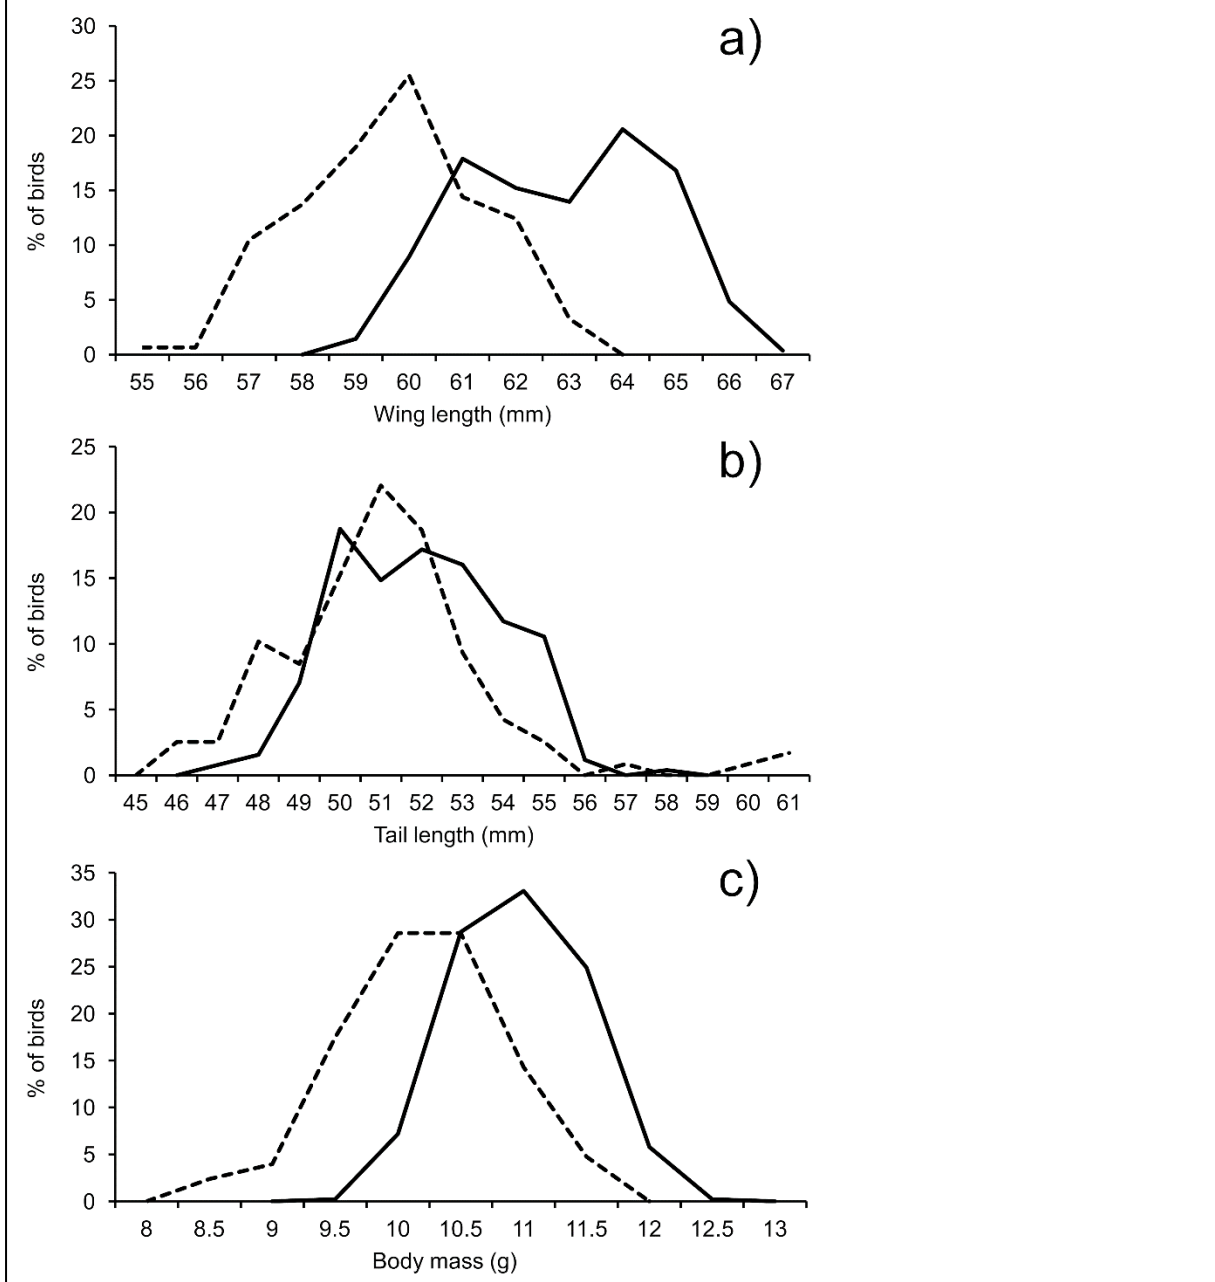 a)
30
25
20
15
10
5
0
% of birds
55 56 57 58 59 60 61 62 63 64 65 66 67
Wing length (mm)
b)
25
20
15
10
5
0
% of birds
45 46 47 48 49 50 51 52 53 54 55 56 57 58 59 60 61
Tail length (mm)
c)
35
30
25
20
15
10
5
0
% of birds
8 8.5 9 9.5 10 10.5 11 11.5 12 12.5 13
Body mass (g)